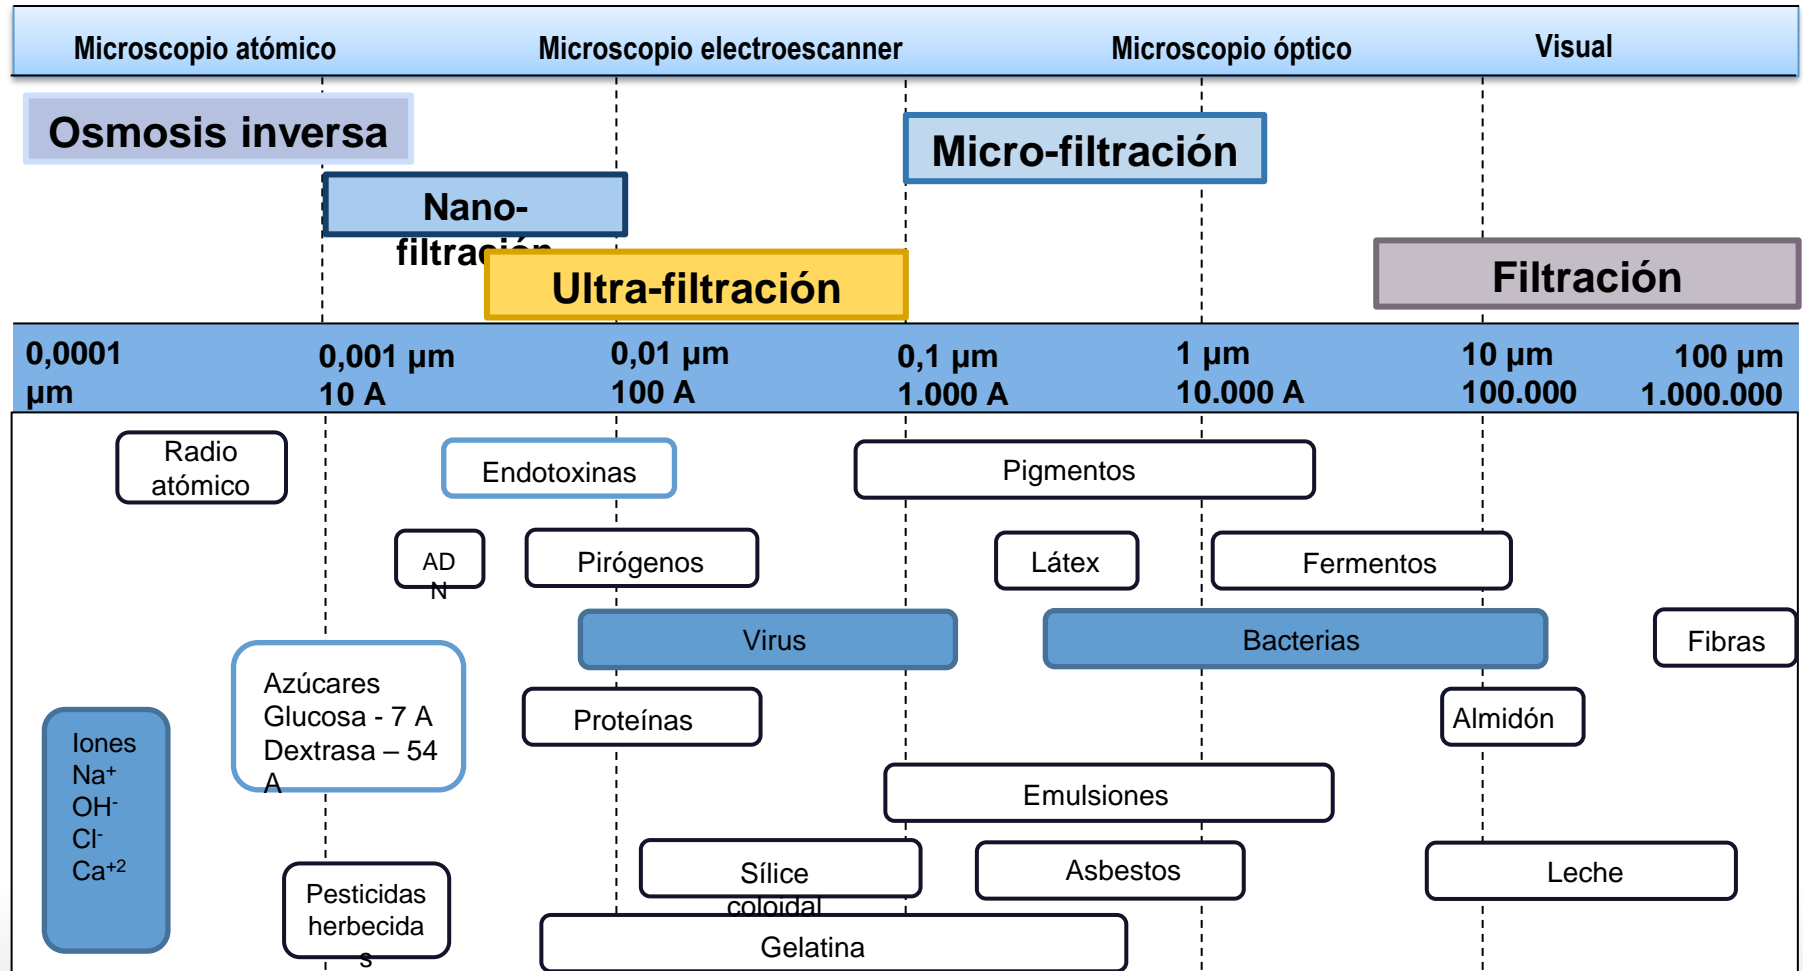 Microscopio atómico
Microscopio electroescanner
Microscopio óptico
Visual
Osmosis inversa
Micro-filtración
Nano-
filtración
Ultra-filtración
Filtración
0,0001
µm
0,001 µm
10 A
0,01 µm
100 A
0,1 µm
1.000 A
1 µm
10.000 A
10 µm
100.000
100 µm
1.000.000
Radio
atómico
Endotoxinas
Pigmentos
AD
N
Pirógenos
Látex
Fermentos
Virus
Bacterias
Fibras
Azúcares
Glucosa - 7 A
Dextrasa – 54
A
Proteínas
Almidón
Iones
Na⁺
OH⁻
Cl⁻
Ca⁺²
Emulsiones
Sílice
coloidal
Asbestos
Leche
Pesticidas
herbecida
s
Gelatina